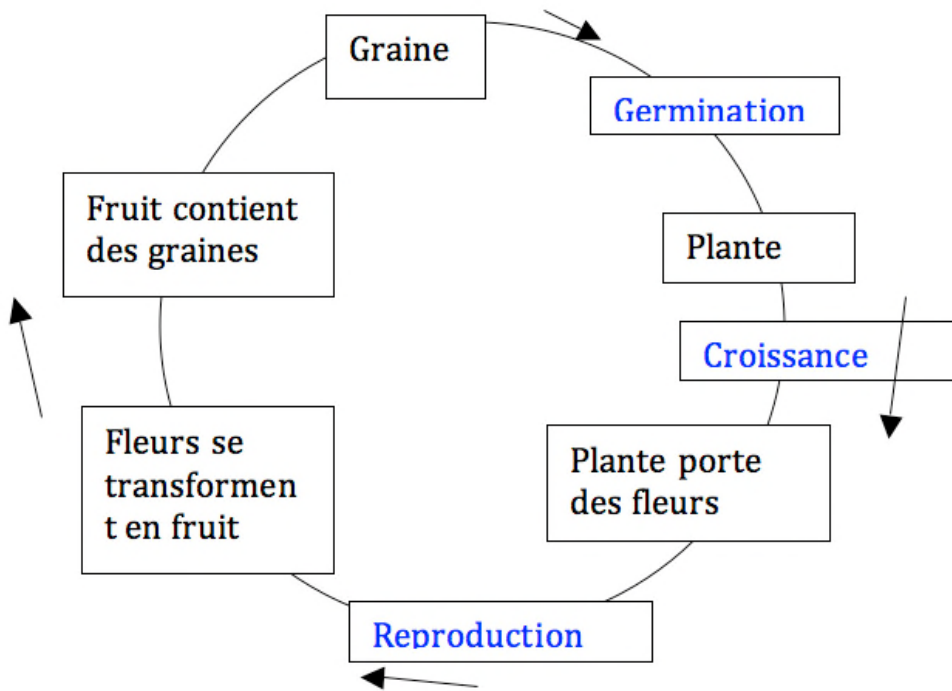 Graine
Germination
Plante
Croissance
Plante porte
des fleurs
Reproduction
Fleurs se
transformen
t en fruit
Fruit contient
des graines